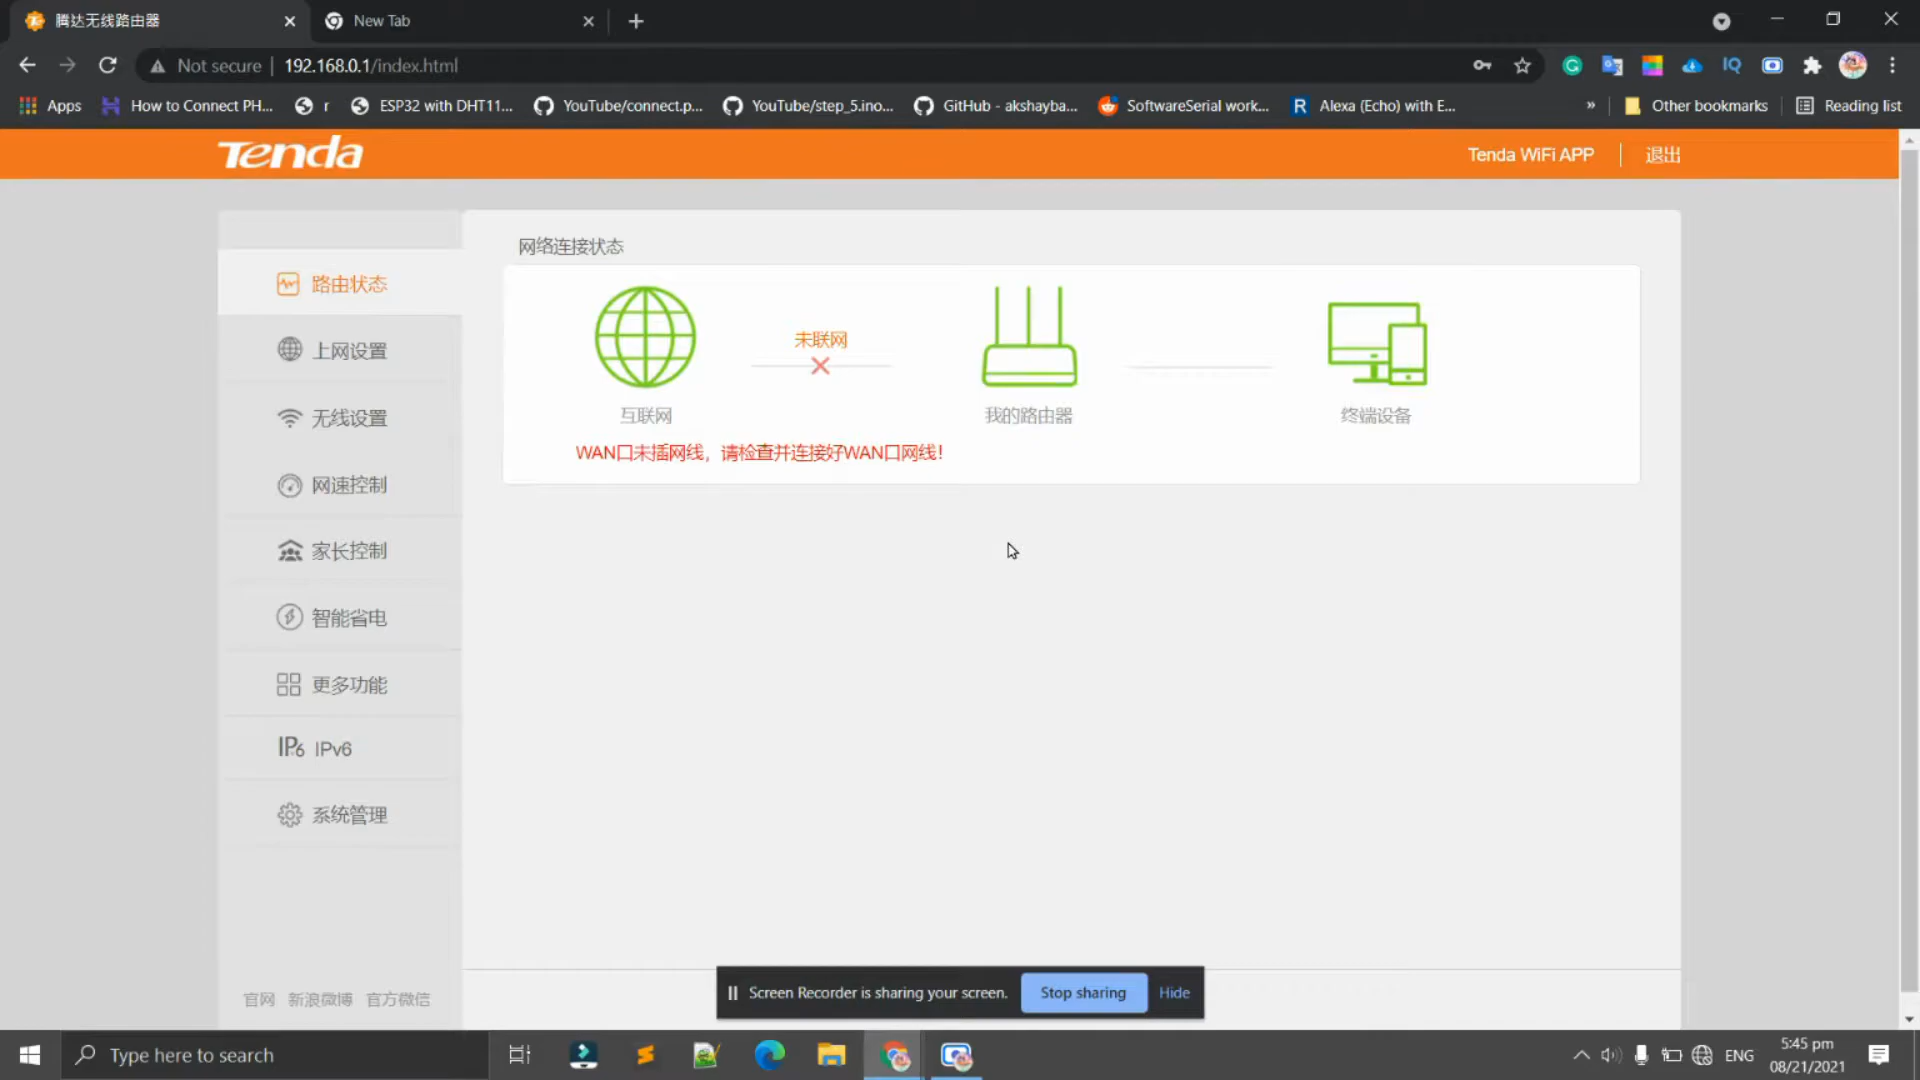 腾达无线路由器
New Tab
Not secure
192.168.0.1/index.html
IQ
Apps
How to Connect PH...
r
ESP32 with DHT11...
YouTube/connect.p...
YouTube/step_5.ino...
GitHub - akshayba...
SoftwareSerial work...
R Alexa (Echo) with E...
»
Other bookmarks
Reading list
Tenda
Tenda WiFi APP
退出
网络连接状态
路由状态
上网设置
无线设置
网速控制
家长控制
智能省电
更多功能
IP6 IPv6
系统管理
未联网
互联网
我的路由器
终端设备
WAN口未插网线，请检查并连接好WAN口网线！
官网 新浪微博 官方微信
Screen Recorder is sharing your screen.
Stop sharing
Hide
Type here to search
ENG
5:45 pm
08/21/2021